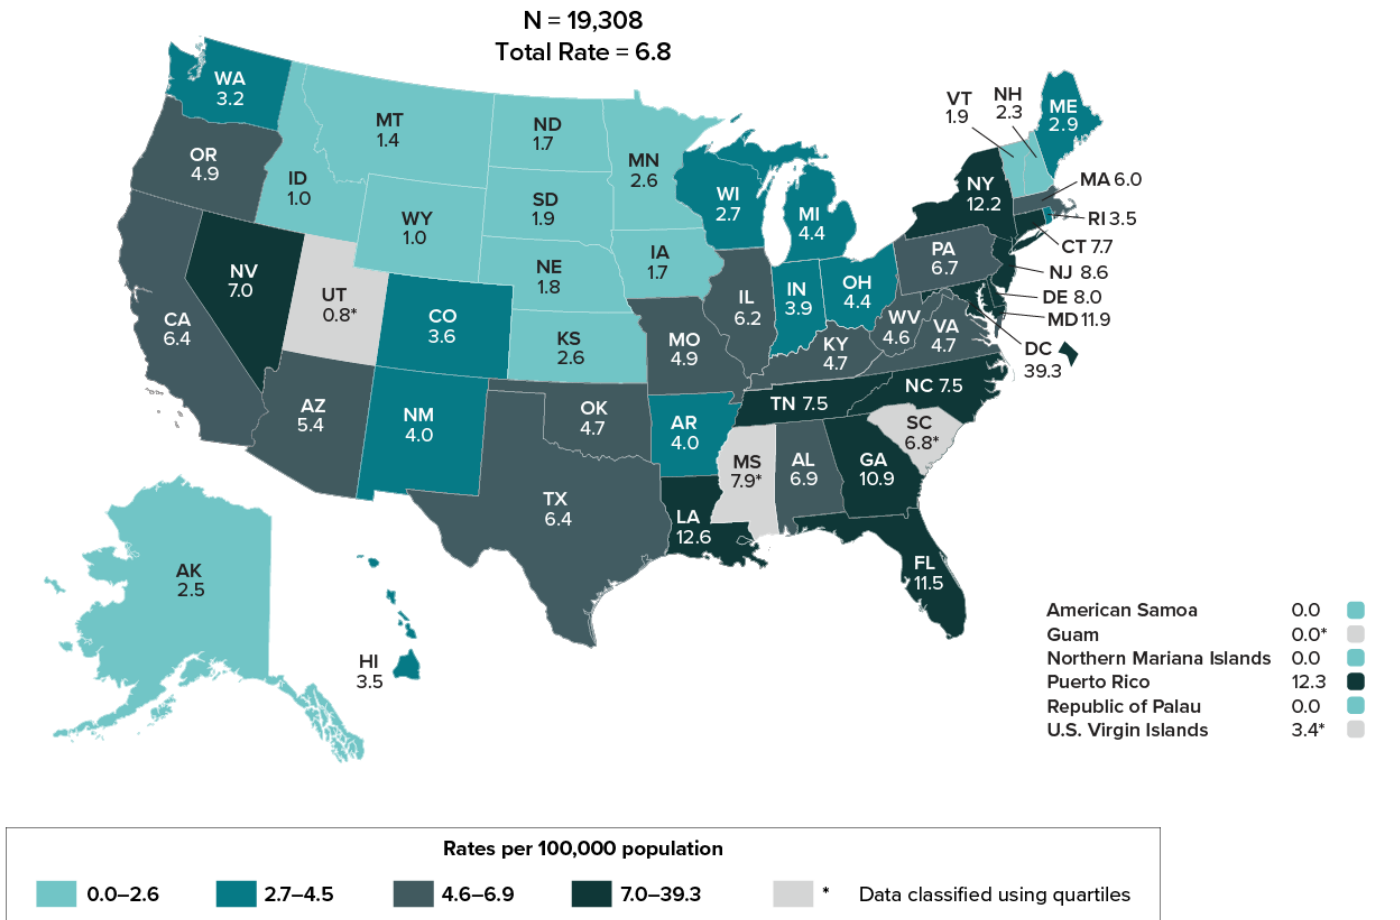 N = 19,308
Total Rate = 6.8
WA
3.2
OR
4.9
CA
6.4
NV
7.0
ID
1.0
MT
1.4
WY
1.0
UT
0.8*
AZ
5.4
CO
3.6
NM
4.0
ND
1.7
SD
1.9
NE
1.8
KS
2.6
OK
4.7
TX
6.4
MN
2.6
IA
1.7
MO
4.9
AR
4.0
LA
12.6
WI
2.7
IL
6.2
MI
4.4
IN
3.9
OH
4.4
KY
4.7
TN 7.5
MS
7.9*
AL
6.9
GA
10.9
FL
11.5
SC
6.8*
NC 7.5
WV
4.6
VA
4.7
PA
6.7
NY
12.2
VT
1.9
NH
2.3
ME
2.9
MA 6.0
RI 3.5
CT 7.7
NJ 8.6
DE 8.0
MD 11.9
DC
39.3
AK
2.5
HI
3.5
American Samoa 0.0
Guam 0.0*
Northern Mariana Islands 0.0
Puerto Rico 12.3
Republic of Palau 0.0
U.S. Virgin Islands 3.4*
Rates per 100,000 population
0.0–2.6 2.7–4.5 4.6–6.9 7.0–39.3 * Data classified using quartiles